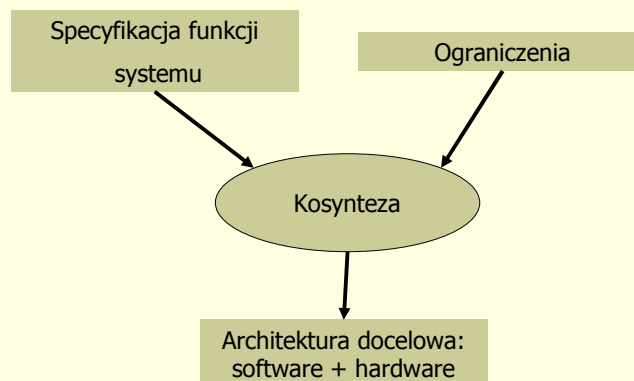 Specyfikacja funkcji
systemu
Ograniczenia
Kosynteza
Architektura docelowa:
software + hardware